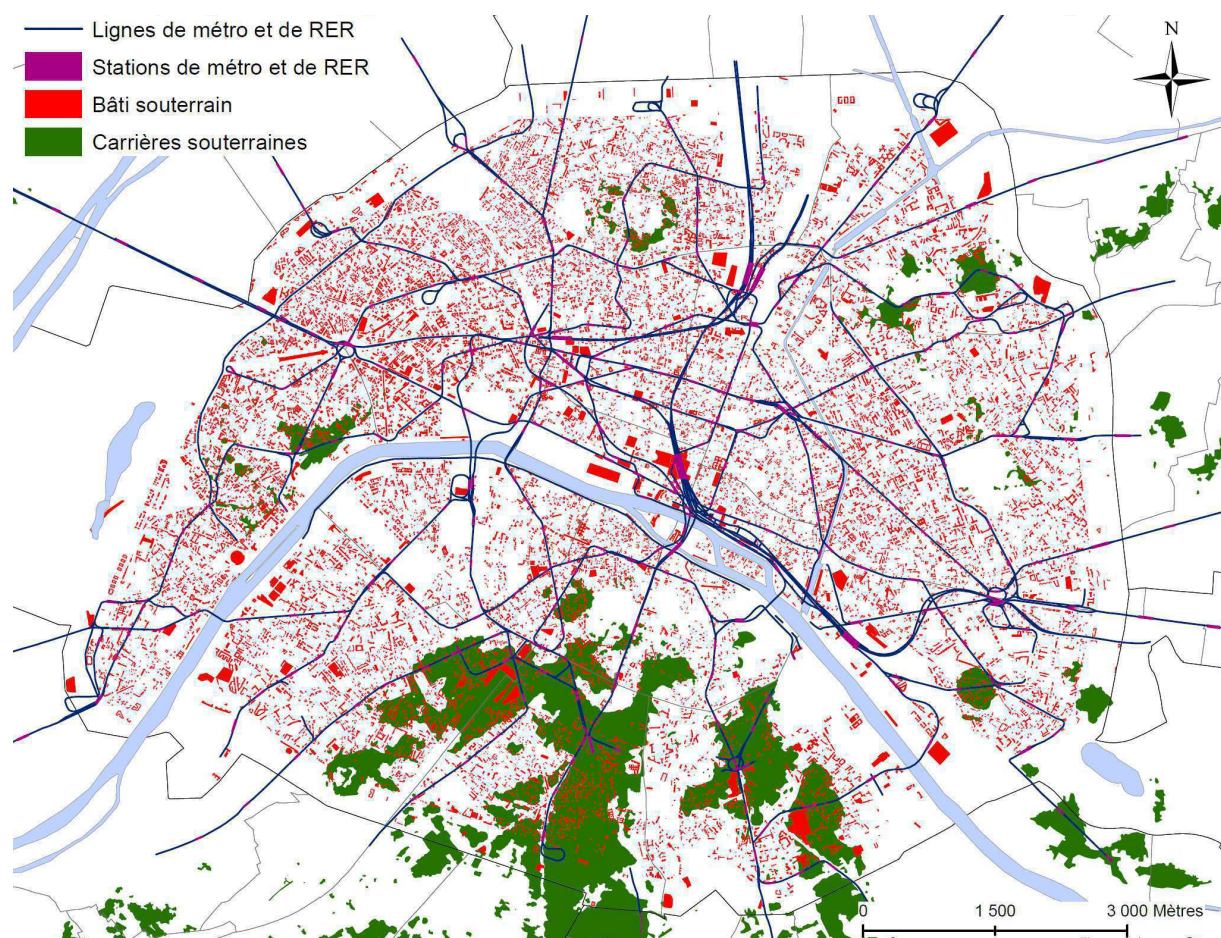 Lignes de métro et de RER
Stations de métro et de RER
Bâti souterrain
Carrières souterraines
N
0 1 500 3 000 Mètres